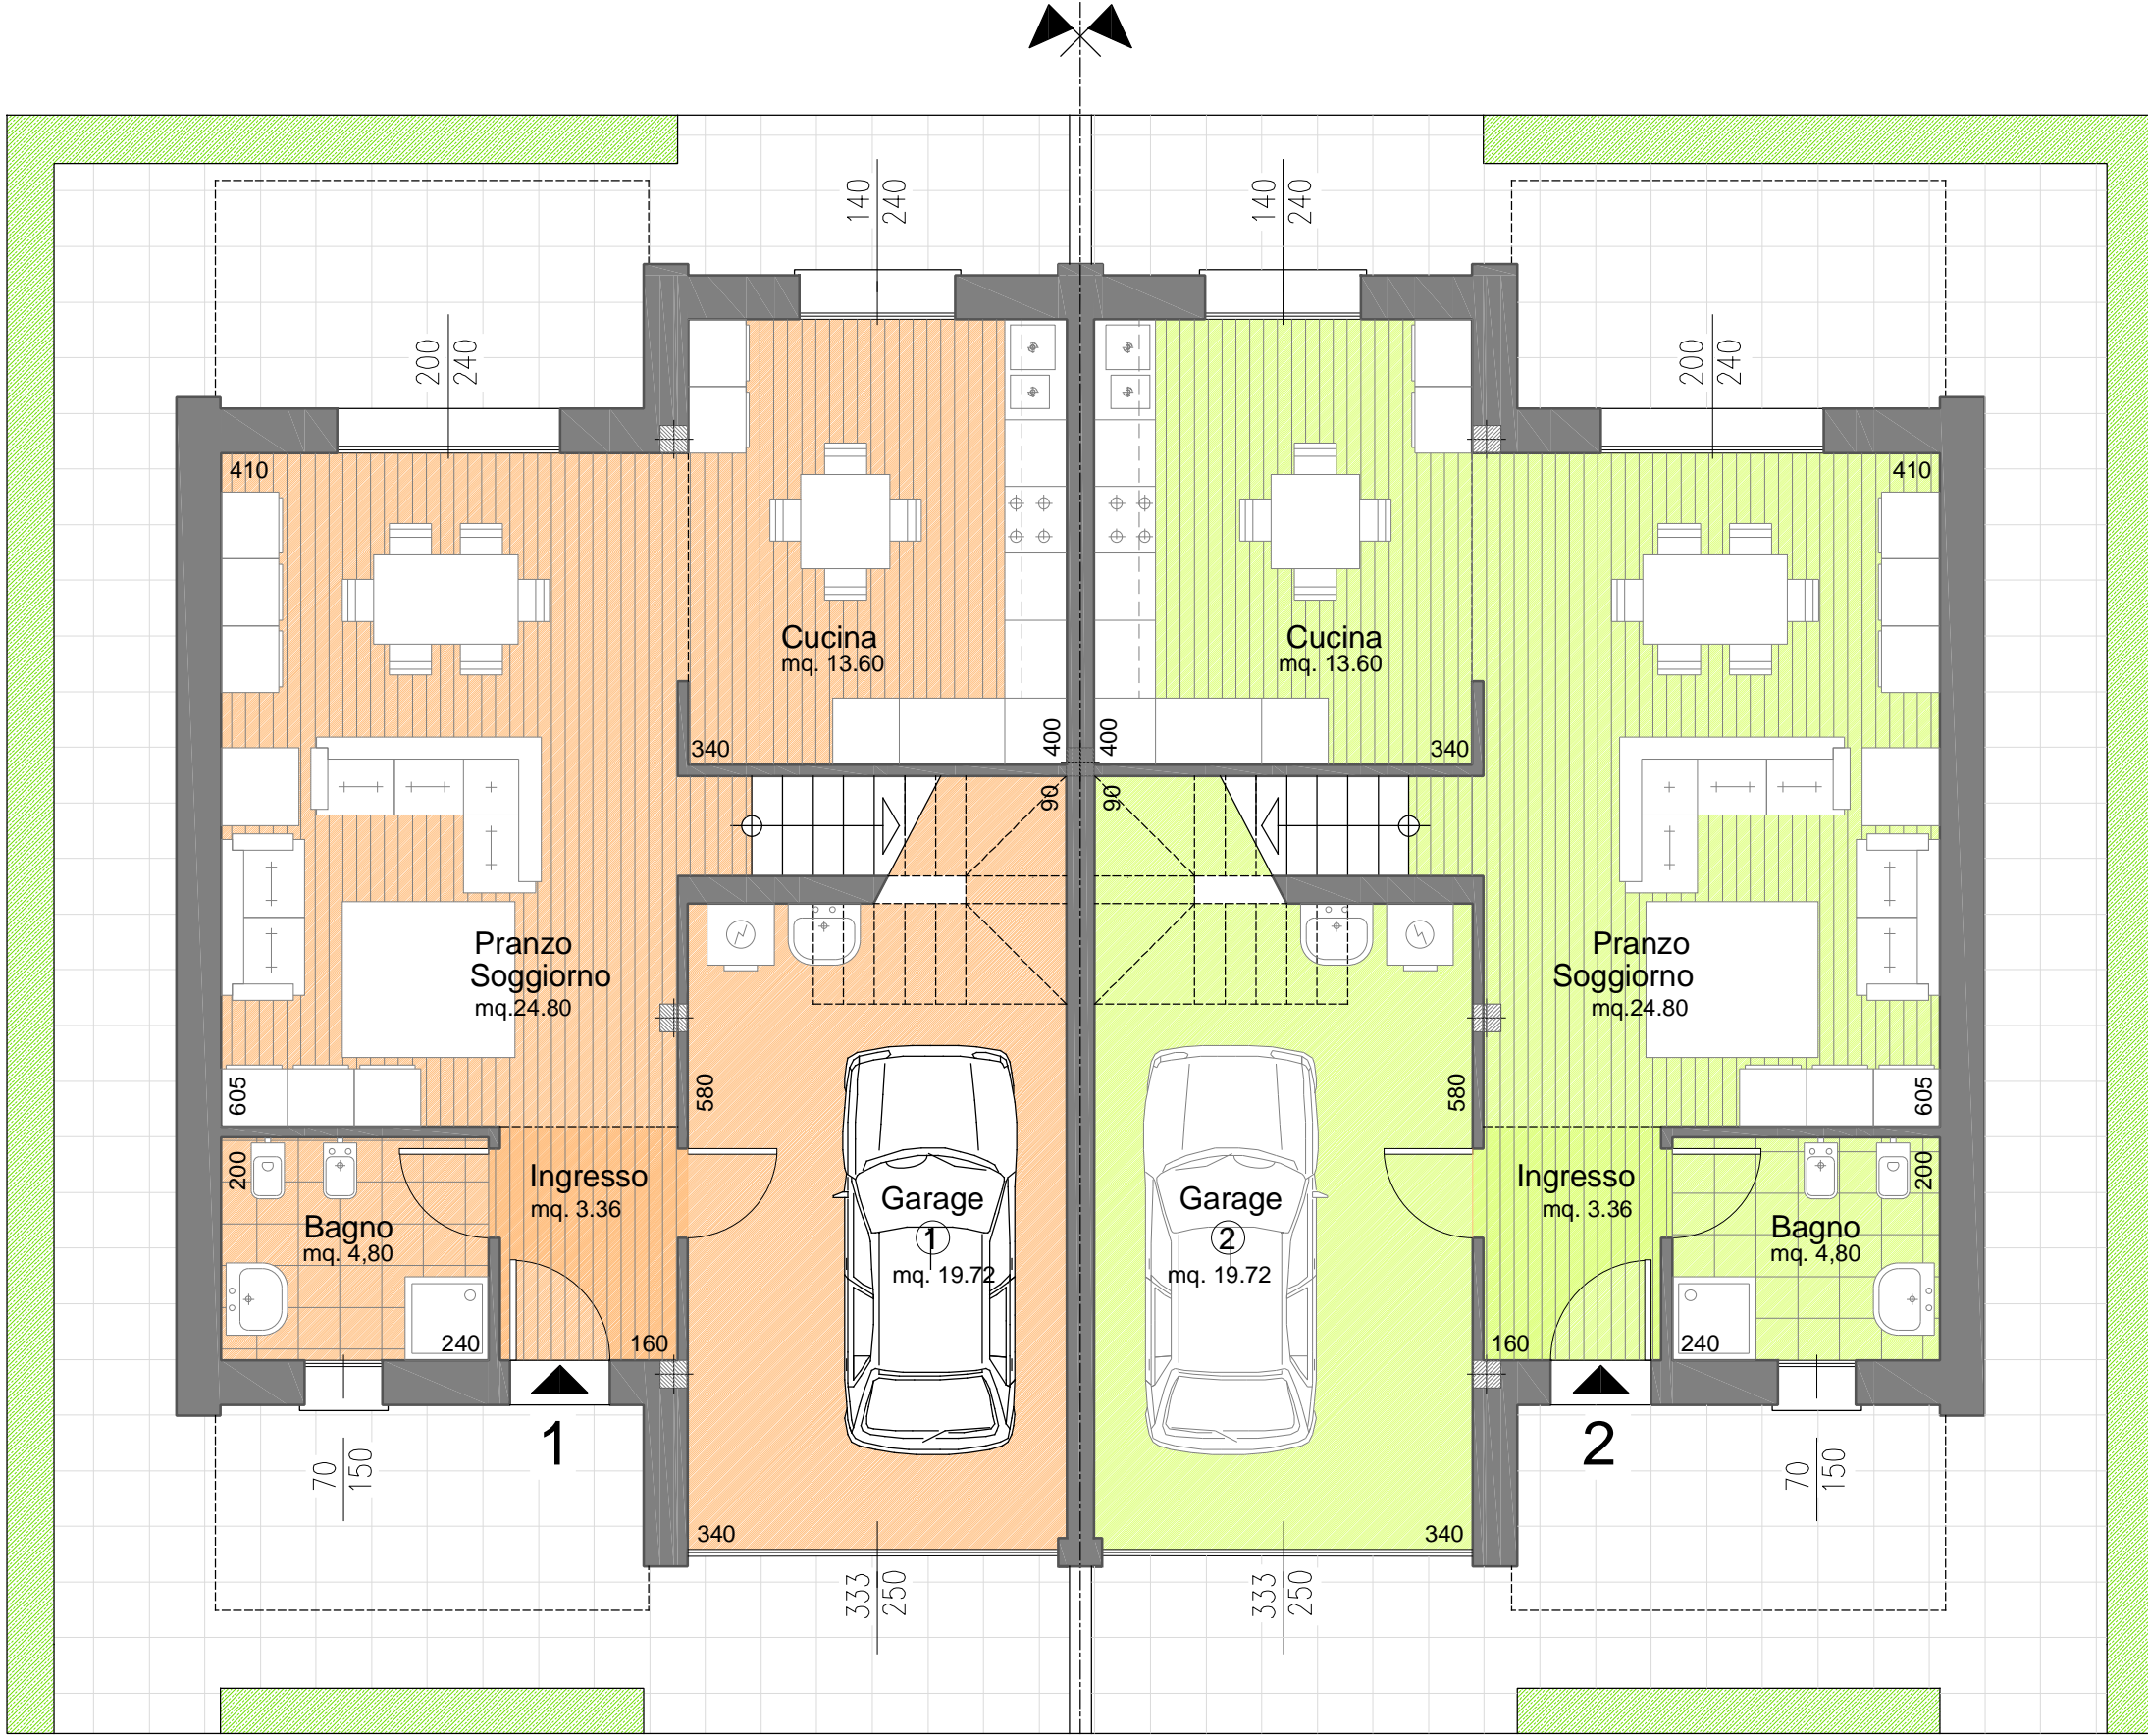 140
240
140
240
200
240
200
240
410
410
Cucina
mq. 13.60
Cucina
mq. 13.60
340
400
400
340
90
90
Pranzo
Soggiorno
mq.24.80
Pranzo
Soggiorno
mq.24.80
605
580
580
605
200
Ingresso
mq. 3.36
Bagno
mq. 4,80
Garage
1
mq. 19.72
Garage
2
mq. 19.72
Ingresso
mq. 3.36
200
Bagno
mq. 4,80
240
160
160
240
1
2
70
150
70
150
340
340
333
250
333
250